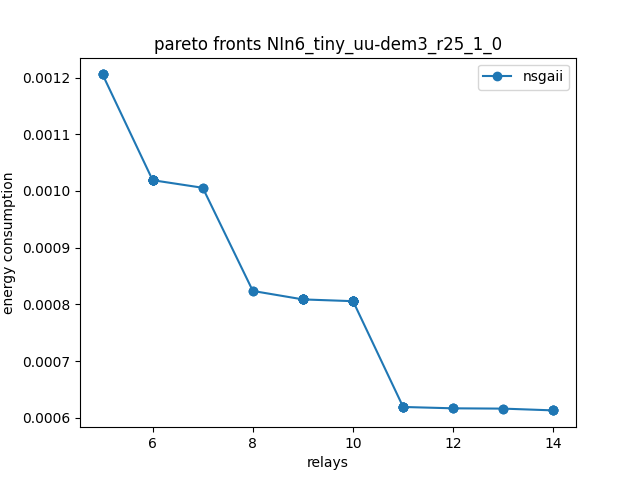 pareto fronts NIn6_tiny_uu-dem3_r25_1_0
nsgaii
energy consumption
0.0012
0.0011
0.0010
0.0009
0.0008
0.0007
0.0006
6 8 10 12 14
relays